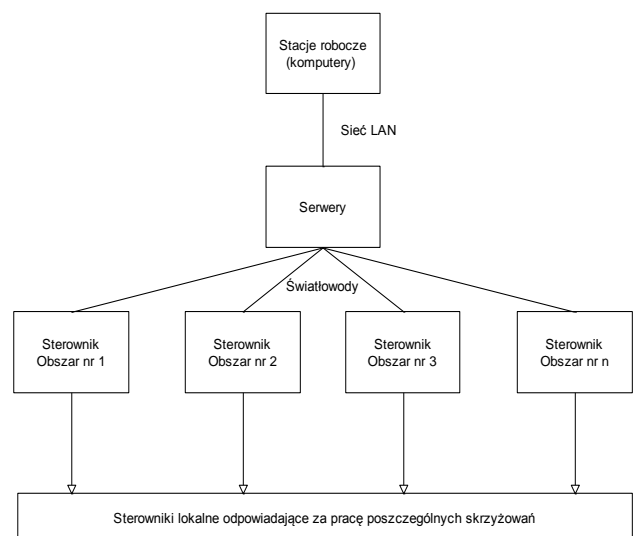 Stacje robocze
(komputery)
Sieć LAN
Serwery
Światłowody
Sterownik
Obszar nr 1
Sterownik
Obszar nr 2
Sterownik
Obszar nr 3
Sterownik
Obszar nr n
Sterowniki lokalne odpowiadające za pracę poszczególnych skrzyżowań